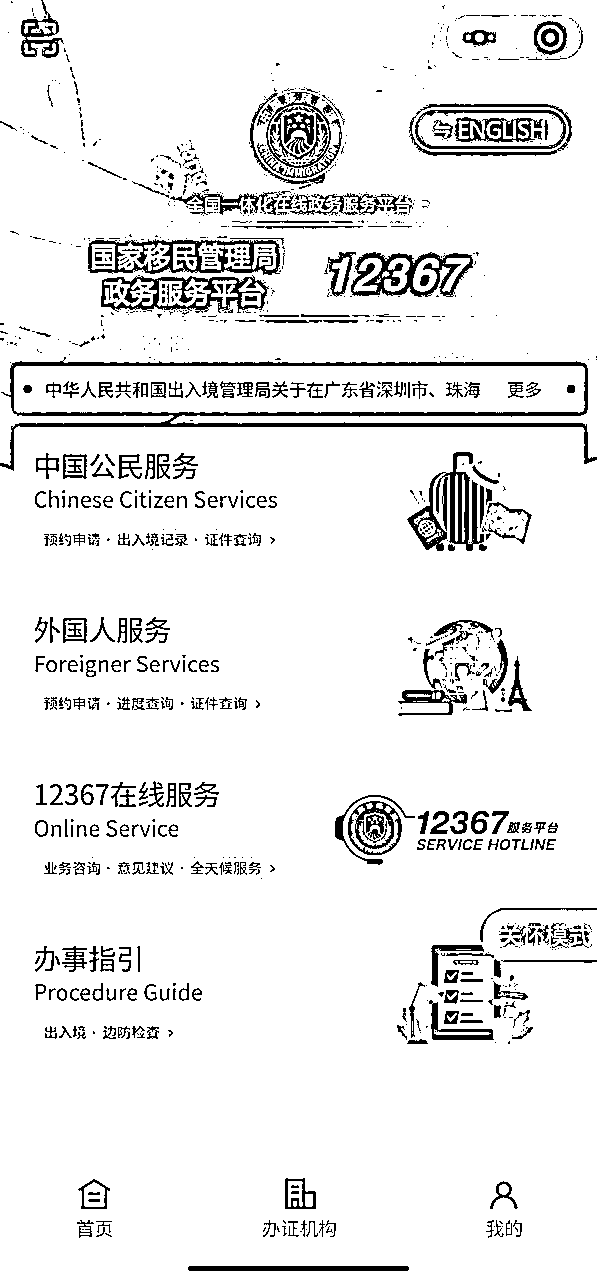 ENGLISH
CHINA IMMIGRATION
全国一体化在线政务服务平台
国家移民管理局
政务服务平台
12367
中华人民共和国出入境管理局关于在广东省深圳市、珠海 更多
中国公民服务
Chinese Citizen Services
预约申请 · 出入境记录 · 证件查询 ›
外国人服务
Foreigner Services
预约申请 · 进度查询 · 证件查询 ›
12367在线服务
Online Service
业务咨询 · 意见建议 · 全天候服务 ›
12367服务平台
SERVICE HOTLINE
关怀模式
办事指引
Procedure Guide
出入境 · 边防检查 ›
首页 办证机构 我的